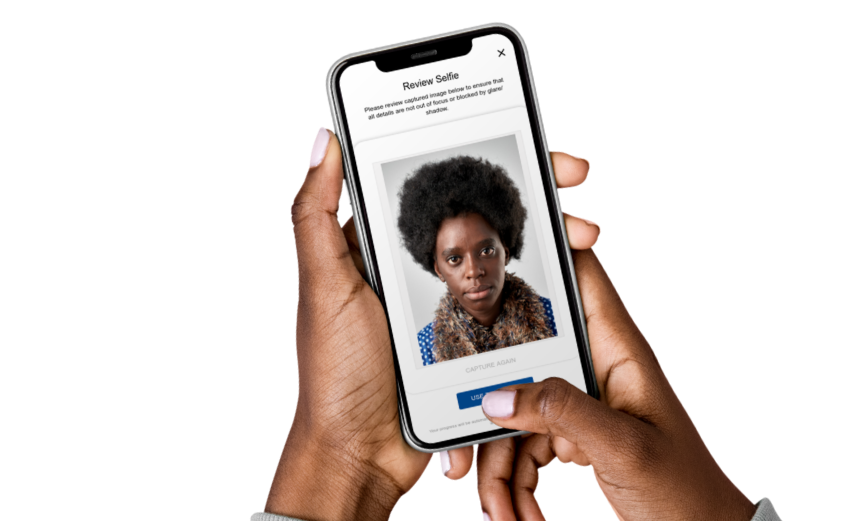 Review Selfie
Please review captured image below to ensure that
all details are not out of focus or blocked by glare/
shadow.
CAPTURE AGAIN
USE